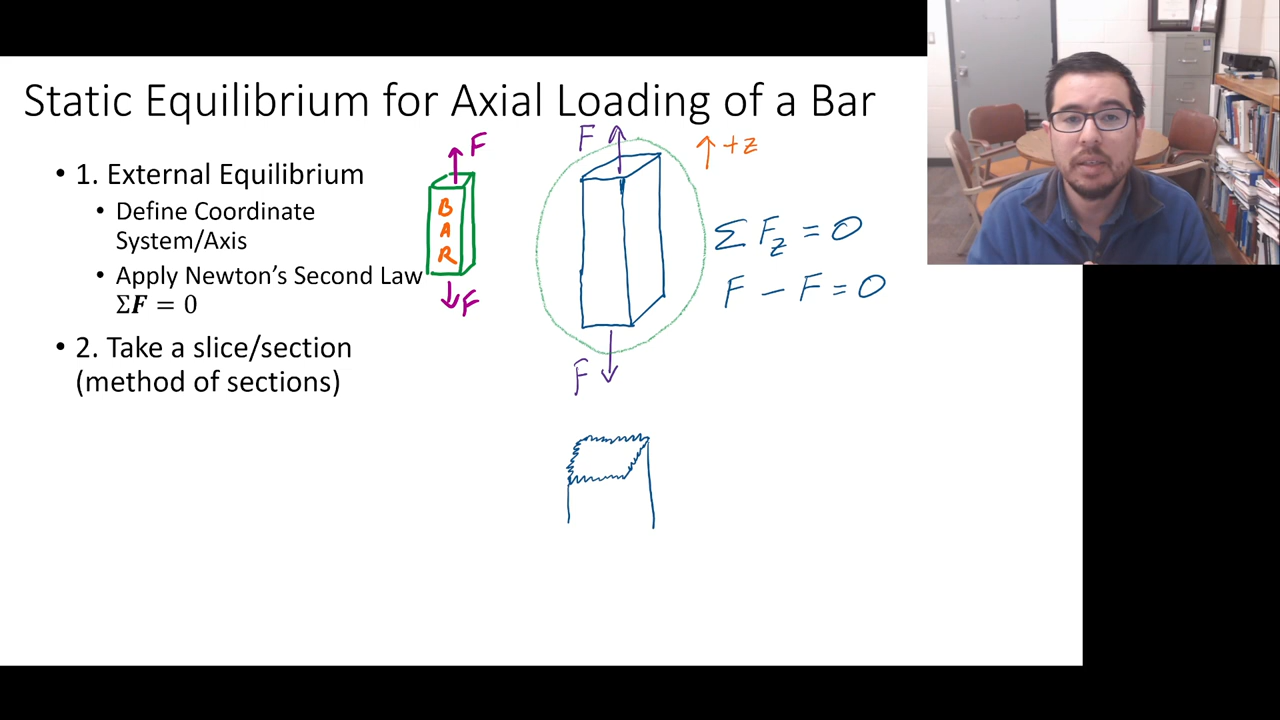 Static Equilibrium for Axial Loading of a Bar
• 1. External Equilibrium
• Define Coordinate
System/Axis
• Apply Newton's Second Law
Σ𝑭 = 0
• 2. Take a slice/section
(method of sections)
F
B
A
R
F
F
↑ +z
Σ F_z = 0
F − F = 0
F